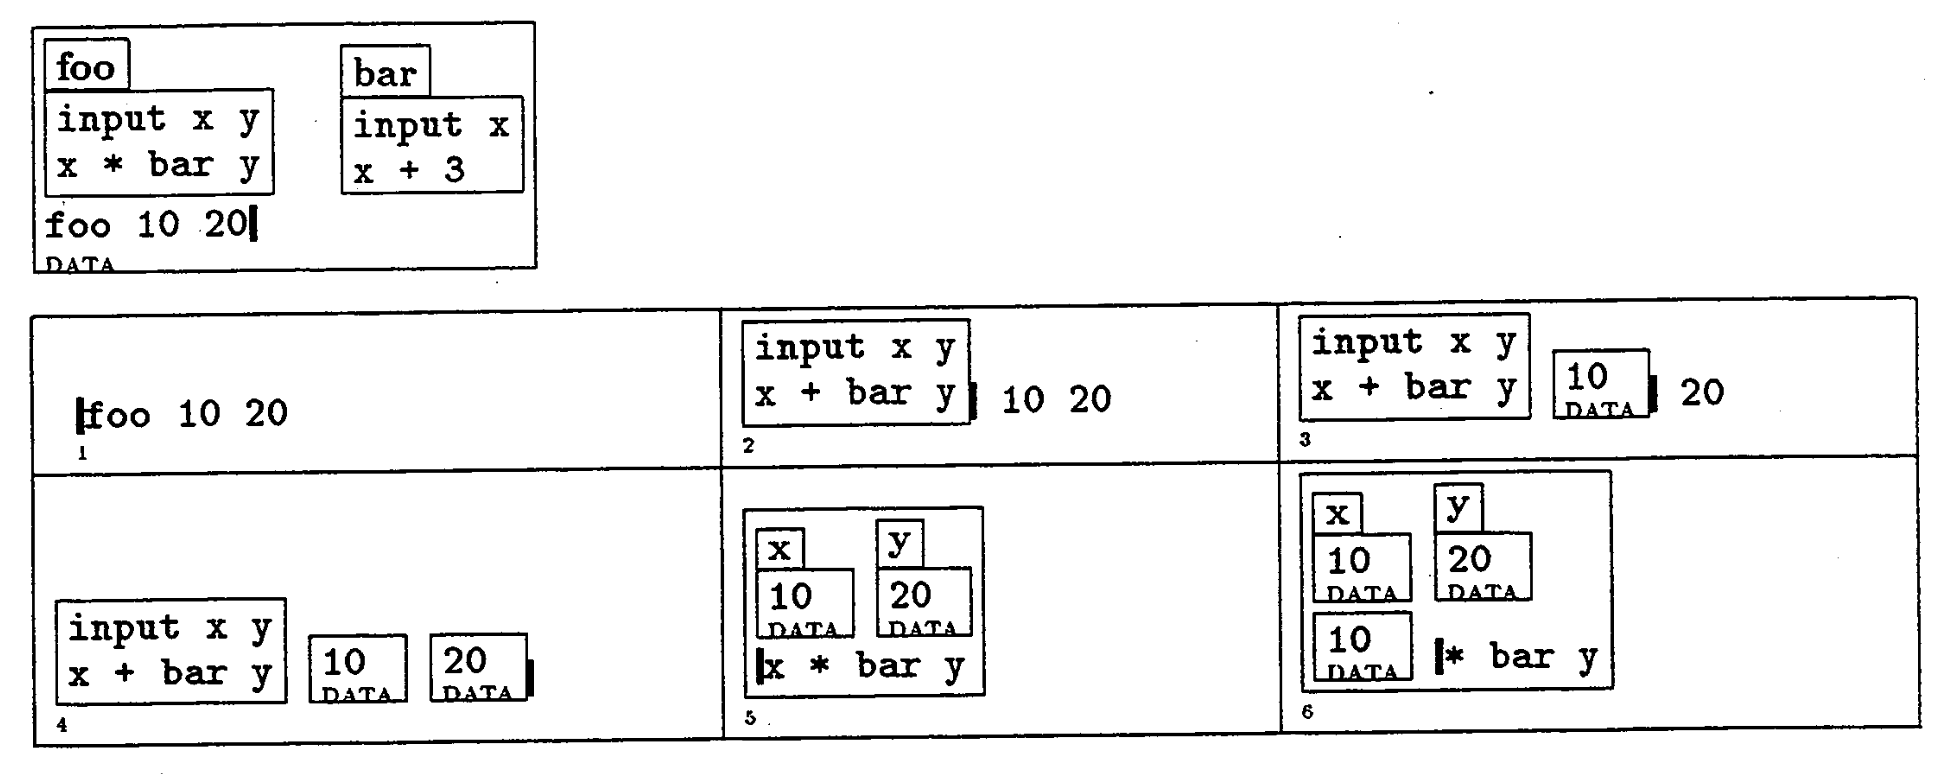 foo
input x y
x * bar y
bar
input x
x + 3
foo 10 20
DATA
foo 10 20
1
input x y
x + bar y 10 20
2
input x y
x + bar y 10 20
DATA
3
input x y
x + bar y 10 20
DATA DATA
4
x y
10 20
DATA DATA
x * bar y
5
x y
10 20
DATA DATA
10 * bar y
DATA
6